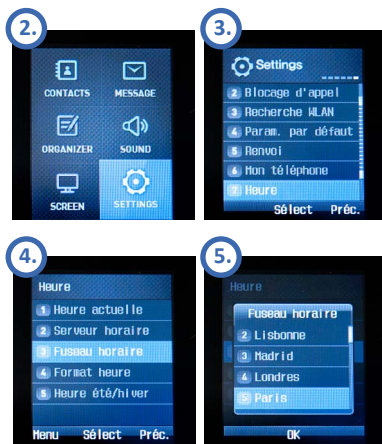 2.
CONTACTS
MESSAGE
ORGANIZER
SOUND
SCREEN
SETTINGS
3.
Settings
2 Blocage d'appel
3 Recherche WLAN
4 Param. par défaut
5 Renvoi
6 Mon téléphone
7 Heure
Sélect Préc.
4.
Heure
1 Heure actuelle
2 Serveur horaire
3 Fuseau horaire
4 Format heure
5 Heure été/hiver
Menu Sélect Préc.
5.
Heure
Fuseau horaire
2 Lisbonne
3 Madrid
4 Londres
5 Paris
OK